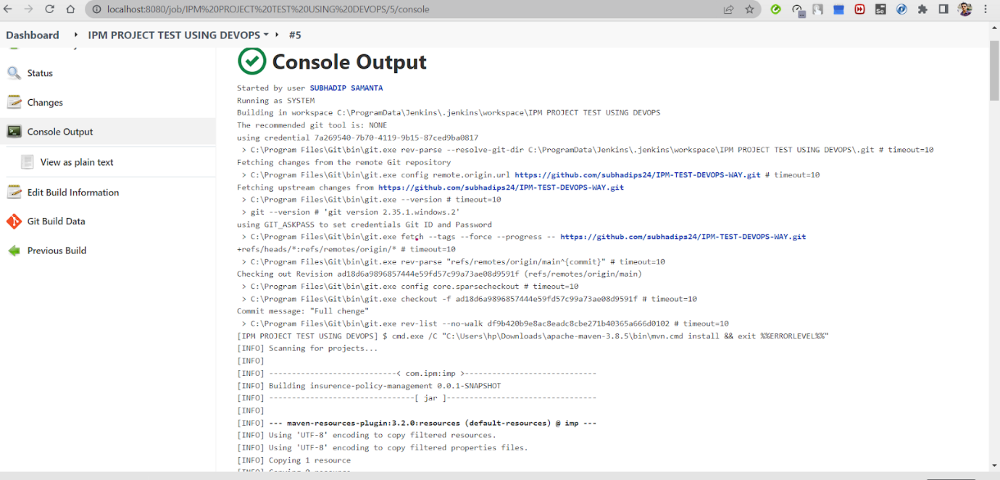 localhost:8080/job/IPM%20PROJECT%20TEST%20USING%20DEVOPS/5/console
Dashboard
IPM PROJECT TEST USING DEVOPS
#5
Status
Changes
Console Output
View as plain text
Edit Build Information
Git Build Data
Previous Build
Console Output
Started by user SUBHADIP SAMANTA
Running as SYSTEM
Building in workspace C:\ProgramData\Jenkins\.jenkins\workspace\IPM PROJECT TEST USING DEVOPS
The recommended git tool is: NONE
using credential 7a269540-7b70-4119-9b15-87ced9ba0817
> C:\Program Files\Git\bin\git.exe rev-parse --resolve-git-dir C:\ProgramData\Jenkins\.jenkins\workspace\IPM PROJECT TEST USING DEVOPS\.git # timeout=10
Fetching changes from the remote Git repository
> C:\Program Files\Git\bin\git.exe config remote.origin.url https://github.com/subhadips24/IPM-TEST-DEVOPS-WAY.git # timeout=10
Fetching upstream changes from https://github.com/subhadips24/IPM-TEST-DEVOPS-WAY.git
> C:\Program Files\Git\bin\git.exe --version # timeout=10
> git --version # 'git version 2.35.1.windows.2'
using GIT_ASKPASS to set credentials Git ID and Password
> C:\Program Files\Git\bin\git.exe fetch --tags --force --progress -- https://github.com/subhadips24/IPM-TEST-DEVOPS-WAY.git
+refs/heads/*:refs/remotes/origin/* # timeout=10
> C:\Program Files\Git\bin\git.exe rev-parse "refs/remotes/origin/main^{commit}" # timeout=10
Checking out Revision ad18d6a9896857444e59fd57c99a73ae08d9591f (refs/remotes/origin/main)
> C:\Program Files\Git\bin\git.exe config core.sparsecheckout # timeout=10
> C:\Program Files\Git\bin\git.exe checkout -f ad18d6a9896857444e59fd57c99a73ae08d9591f # timeout=10
Commit message: "Full chenge"
> C:\Program Files\Git\bin\git.exe rev-list --no-walk df9b420b9e8ac8eadc8cbe271b40365a666d0102 # timeout=10
[IPM PROJECT TEST USING DEVOPS] $ cmd.exe /C "C:\Users\hp\Downloads\apache-maven-3.8.5\bin\mvn.cmd install && exit %%ERRORLEVEL%%"
[INFO] Scanning for projects...
[INFO]
[INFO] ----------------------------< com.ipm:imp >-----------------------------
[INFO] Building insurence-policy-management 0.0.1-SNAPSHOT
[INFO] --------------------------------[ jar ]---------------------------------
[INFO]
[INFO] --- maven-resources-plugin:3.2.0:resources (default-resources) @ imp ---
[INFO] Using 'UTF-8' encoding to copy filtered resources.
[INFO] Using 'UTF-8' encoding to copy filtered properties files.
[INFO] Copying 1 resource